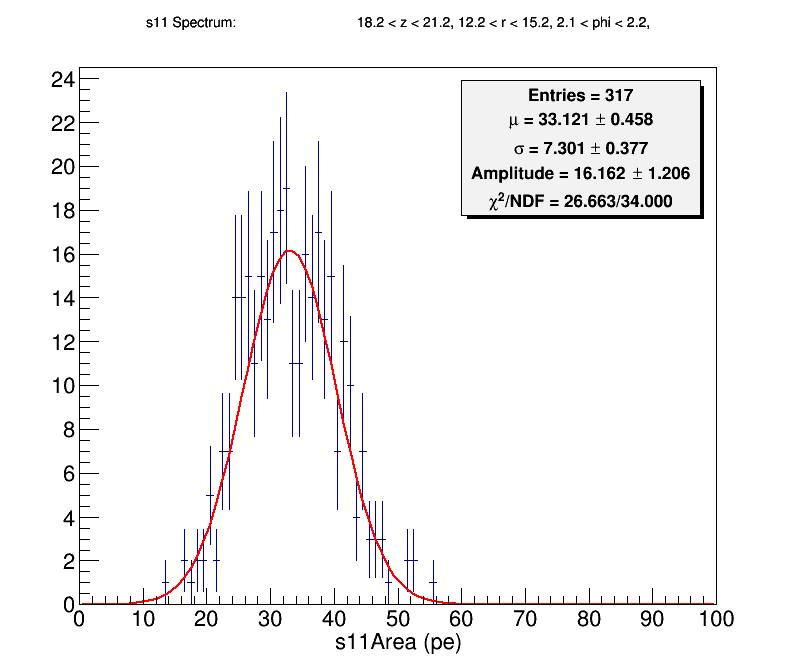 s11 Spectrum: 18.2 < z < 21.2, 12.2 < r < 15.2, 2.1 < phi < 2.2,
Entries = 317
μ = 33.121 ± 0.458
σ = 7.301 ± 0.377
Amplitude = 16.162 ± 1.206
χ²/NDF = 26.663/34.000
24
22
20
18
16
14
12
10
8
6
4
2
0
0 10 20 30 40 50 60 70 80 90 100
s11Area (pe)